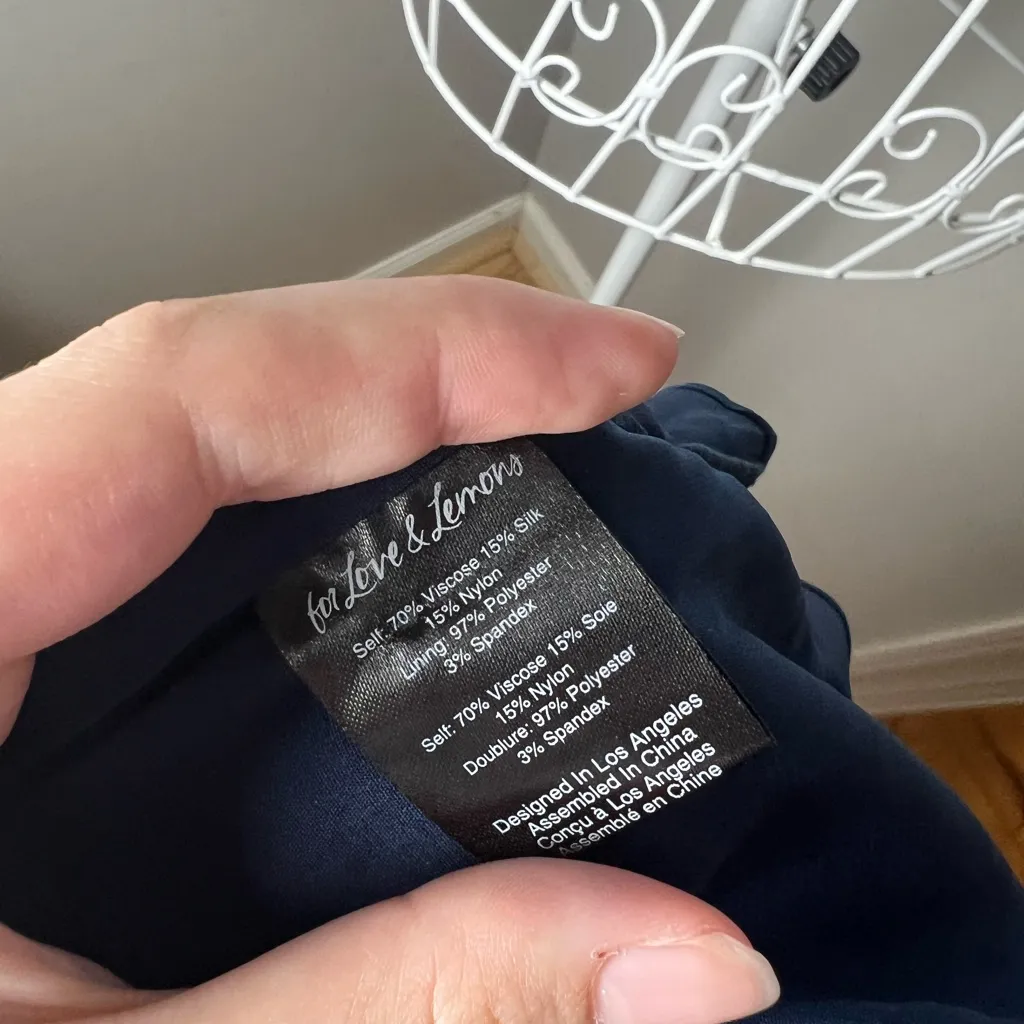 for Love & Lemons
Self: 70% Viscose 15% Silk
15% Nylon
Lining: 97% Polyester
3% Spandex
Self: 70% Viscose 15% Soie
15% Nylon
Doublure: 97% Polyester
3% Spandex
Designed In Los Angeles
Assembled In China
Conçu à Los Angeles
Assemblé en Chine